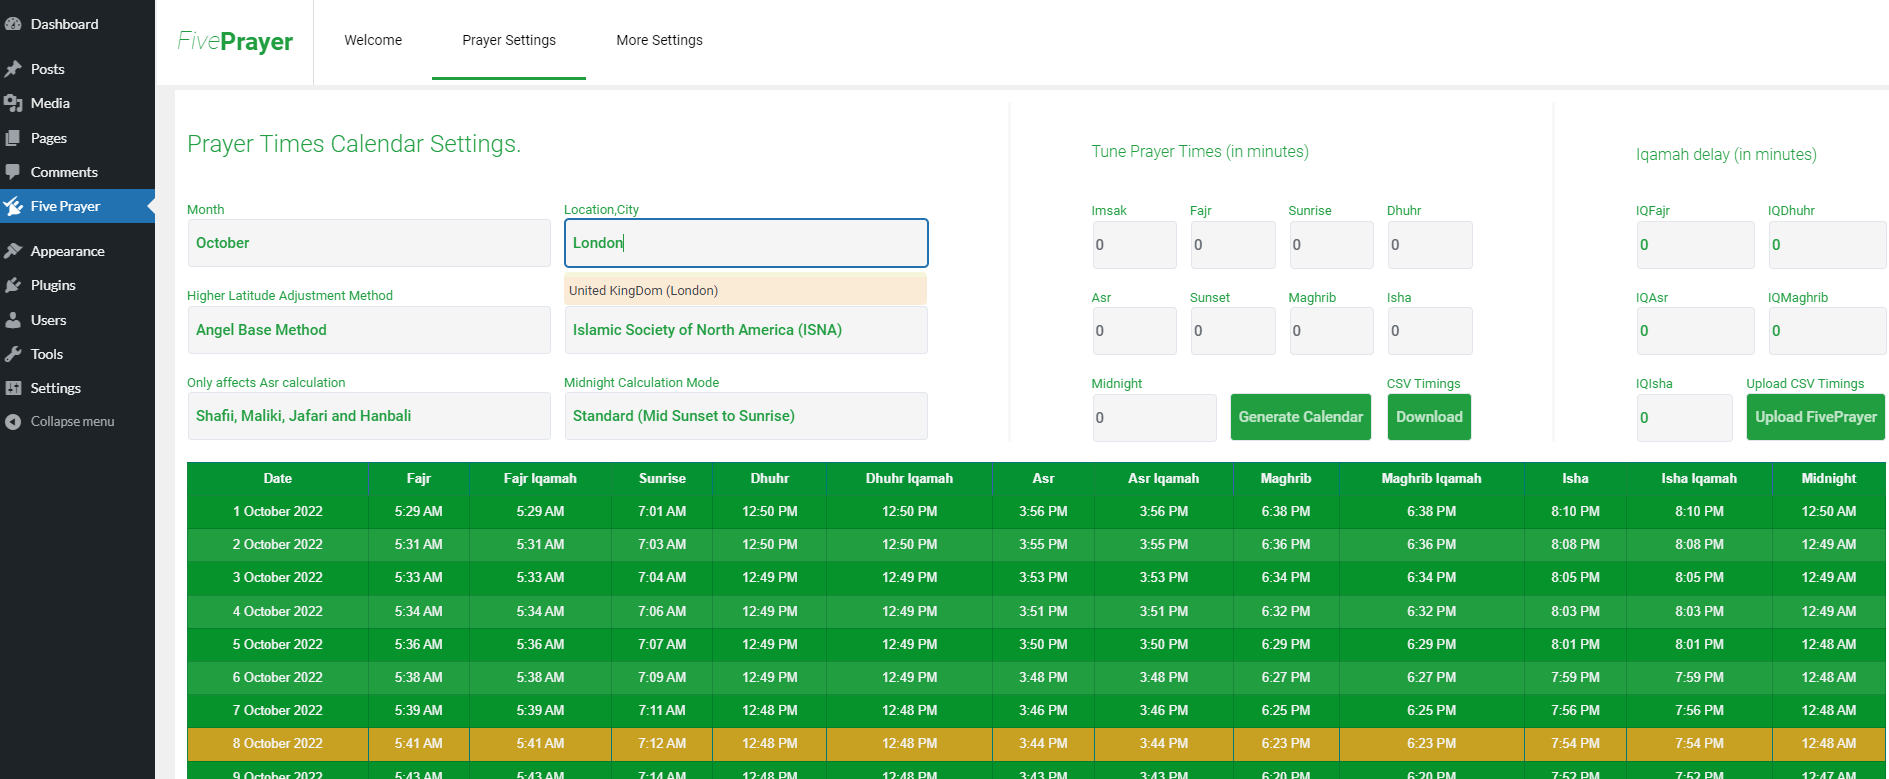 Dashboard
Posts
Media
Pages
Comments
Five Prayer
Appearance
Plugins
Users
Tools
Settings
Collapse menu
FivePrayer
Welcome
Prayer Settings
More Settings
Prayer Times Calendar Settings.
Month
Location,City
October
London
United KingDom (London)
Higher Latitude Adjustment Method
Angel Base Method
Islamic Society of North America (ISNA)
Only affects Asr calculation
Midnight Calculation Mode
Shafii, Maliki, Jafari and Hanbali
Standard (Mid Sunset to Sunrise)
Tune Prayer Times (in minutes)
Imsak Fajr Sunrise Dhuhr
0 0 0 0
Asr Sunset Maghrib Isha
0 0 0 0
Midnight
CSV Timings
0
Generate Calendar
Download
Iqamah delay (in minutes)
IQFajr IQDhuhr
0 0
IQAsr IQMaghrib
0 0
IQIsha
Upload CSV Timings
0
Upload FivePrayer
Date Fajr Fajr Iqamah Sunrise Dhuhr Dhuhr Iqamah Asr Asr Iqamah Maghrib Maghrib Iqamah Isha Isha Iqamah Midnight
1 October 2022 5:29 AM 5:29 AM 7:01 AM 12:50 PM 12:50 PM 3:56 PM 3:56 PM 6:38 PM 6:38 PM 8:10 PM 8:10 PM 12:50 AM
2 October 2022 5:31 AM 5:31 AM 7:03 AM 12:50 PM 12:50 PM 3:55 PM 3:55 PM 6:36 PM 6:36 PM 8:08 PM 8:08 PM 12:49 AM
3 October 2022 5:33 AM 5:33 AM 7:04 AM 12:49 PM 12:49 PM 3:53 PM 3:53 PM 6:34 PM 6:34 PM 8:05 PM 8:05 PM 12:49 AM
4 October 2022 5:34 AM 5:34 AM 7:06 AM 12:49 PM 12:49 PM 3:51 PM 3:51 PM 6:32 PM 6:32 PM 8:03 PM 8:03 PM 12:49 AM
5 October 2022 5:36 AM 5:36 AM 7:07 AM 12:49 PM 12:49 PM 3:50 PM 3:50 PM 6:29 PM 6:29 PM 8:01 PM 8:01 PM 12:48 AM
6 October 2022 5:38 AM 5:38 AM 7:09 AM 12:49 PM 12:49 PM 3:48 PM 3:48 PM 6:27 PM 6:27 PM 7:59 PM 7:59 PM 12:48 AM
7 October 2022 5:39 AM 5:39 AM 7:11 AM 12:48 PM 12:48 PM 3:46 PM 3:46 PM 6:25 PM 6:25 PM 7:56 PM 7:56 PM 12:48 AM
8 October 2022 5:41 AM 5:41 AM 7:12 AM 12:48 PM 12:48 PM 3:44 PM 3:44 PM 6:23 PM 6:23 PM 7:54 PM 7:54 PM 12:48 AM
9 October 2022 5:43 AM 5:43 AM 7:14 AM 12:48 PM 12:48 PM 3:43 PM 3:43 PM 6:20 PM 6:20 PM 7:52 PM 7:52 PM 12:47 AM